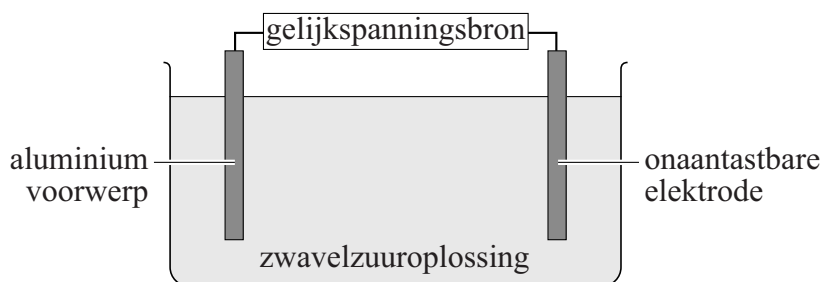 gelijkspanningsbron
aluminium
voorwerp
onaantastbare
elektrode
zwavelzuuroplossing